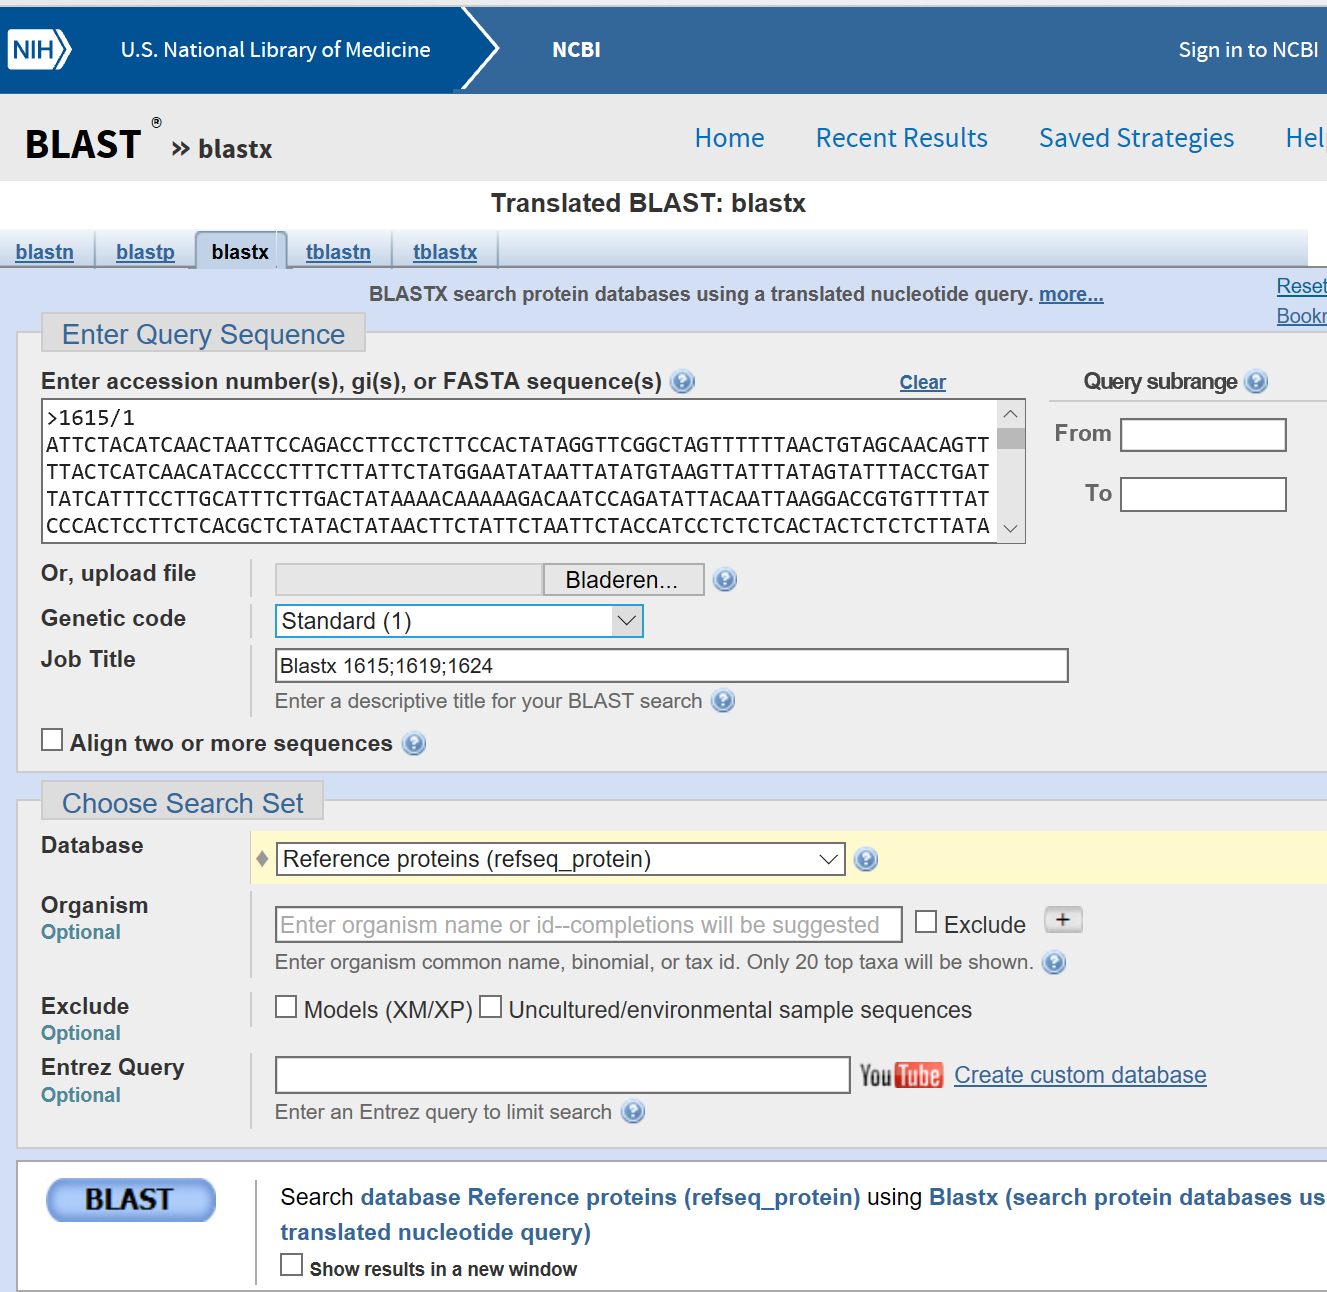 NIH U.S. National Library of Medicine NCBI Sign in to NCBI
BLAST ® » blastx Home Recent Results Saved Strategies Hel
Translated BLAST: blastx
blastn blastp blastx tblastn tblastx
BLASTX search protein databases using a translated nucleotide query. more... Reset
Bookm
Enter Query Sequence
Enter accession number(s), gi(s), or FASTA sequence(s) Clear Query subrange
>1615/1
ATTCTACATCAACTAATTCCAGACCTTCCTCTTCCACTATAGGTTCGGCTAGTTTTTTAACTGTAGCAACAGTT
TTACTCATCAACATACCCCTTTCTTATTCTATGGAATATAATTATATGTAAGTTATTTATAGTATTTACCTGAT
TATCATTTCCTTGCATTTCTTGACTATAAAACAAAAAGACAATCCAGATATTACAATTAAGGACCGTGTTTTAT
CCCACTCCTTCTCACGCTCTATACTATAACTTCTATTCTAATTCTACCATCCTCTCTCACTACTCTCTCTTATA
From
To
Or, upload file Bladeren...
Genetic code Standard (1)
Job Title Blastx 1615;1619;1624
Enter a descriptive title for your BLAST search
Align two or more sequences
Choose Search Set
Database Reference proteins (refseq_protein)
Organism
Optional
Enter organism name or id--completions will be suggested Exclude +
Enter organism common name, binomial, or tax id. Only 20 top taxa will be shown.
Exclude
Optional
Models (XM/XP) Uncultured/environmental sample sequences
Entrez Query
Optional
YouTube Create custom database
Enter an Entrez query to limit search
BLAST Search database Reference proteins (refseq_protein) using Blastx (search protein databases us
translated nucleotide query)
Show results in a new window